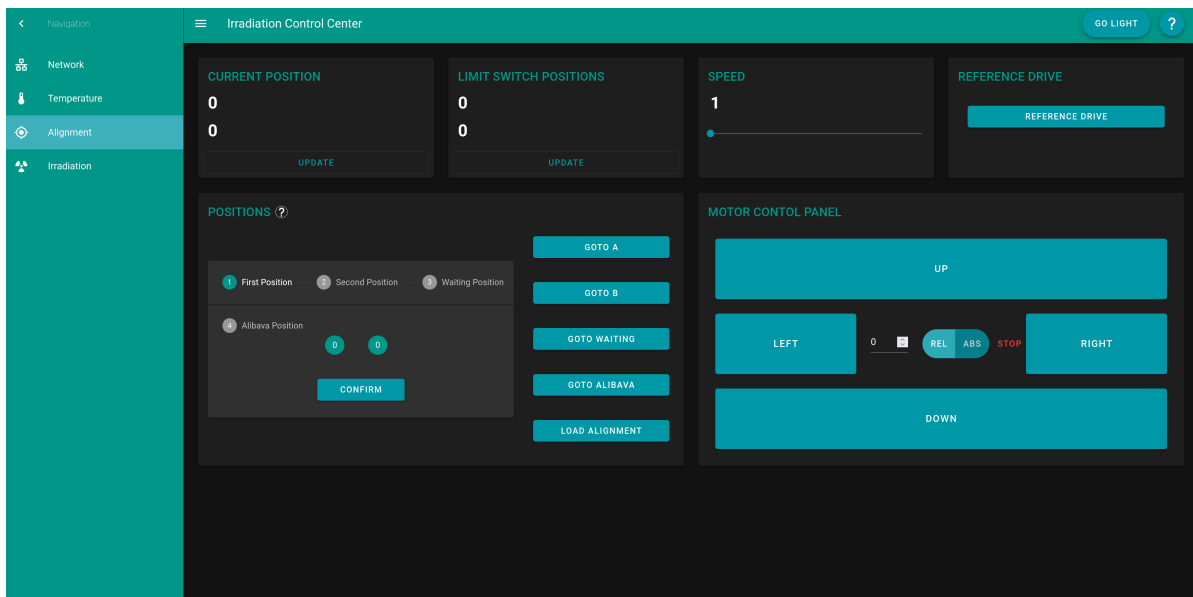 Navigation
Irradiation Control Center
GO LIGHT
?
Network
Temperature
Alignment
Irradiation
CURRENT POSITION
0
0
UPDATE
LIMIT SWITCH POSITIONS
0
0
UPDATE
SPEED
1
REFERENCE DRIVE
REFERENCE DRIVE
POSITIONS ?
1 First Position
2 Second Position
3 Waiting Position
4 Alibava Position
0 0
CONFIRM
GOTO A
GOTO B
GOTO WAITING
GOTO ALIBAVA
LOAD ALIGNMENT
MOTOR CONTOL PANEL
UP
LEFT
0
REL ABS
STOP
RIGHT
DOWN